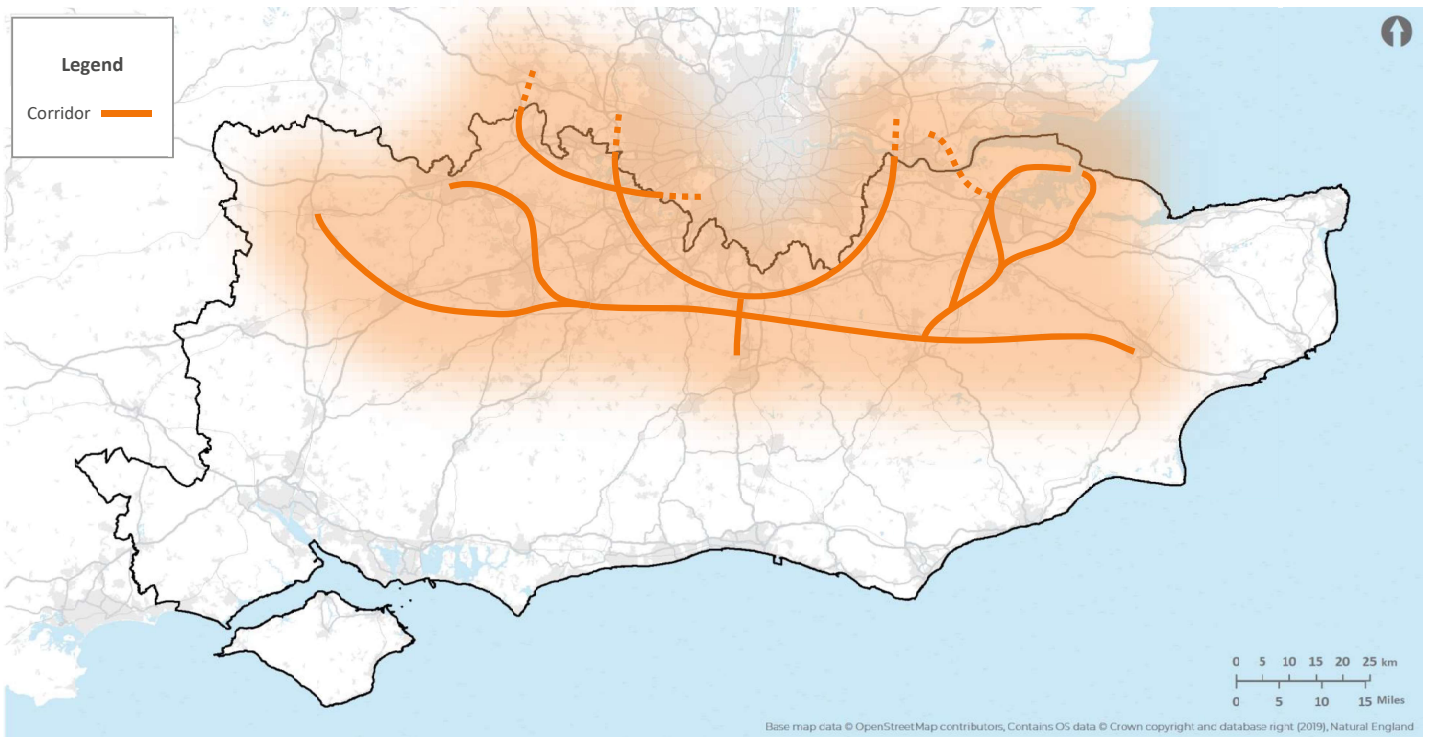 Legend
Corridor
0 5 10 15 20 25 km
0 5 10 15 Miles
Base map cata © OpenStreetMap contributors, Contains OS data © Crown copyright and database right (2019), Natural England